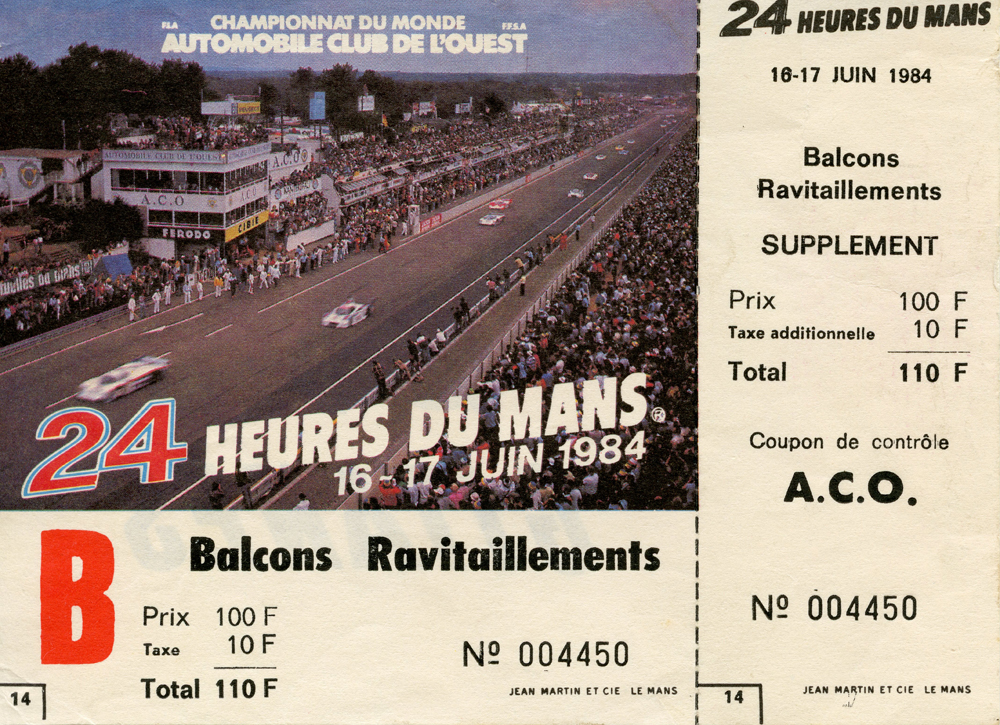 FIA CHAMPIONNAT DU MONDE FFSA
AUTOMOBILE CLUB DE L'OUEST
AUTOMOBILE CLUB DE L'OUEST
A.C.O
A.C.O
FERODO
CIBIE
24 HEURES DU MANS®
16-17 JUIN 1984
B
Balcons Ravitaillements
Prix 100 F
Taxe 10 F
Total 110 F
Nº 004450
14
JEAN MARTIN ET CIE LE MANS
24 HEURES DU MANS
16-17 JUIN 1984
Balcons
Ravitaillements
SUPPLEMENT
Prix 100 F
Taxe additionnelle 10 F
Total 110 F
Coupon de contrôle
A.C.O.
Nº 004450
14
JEAN MARTIN ET CIE LE MANS